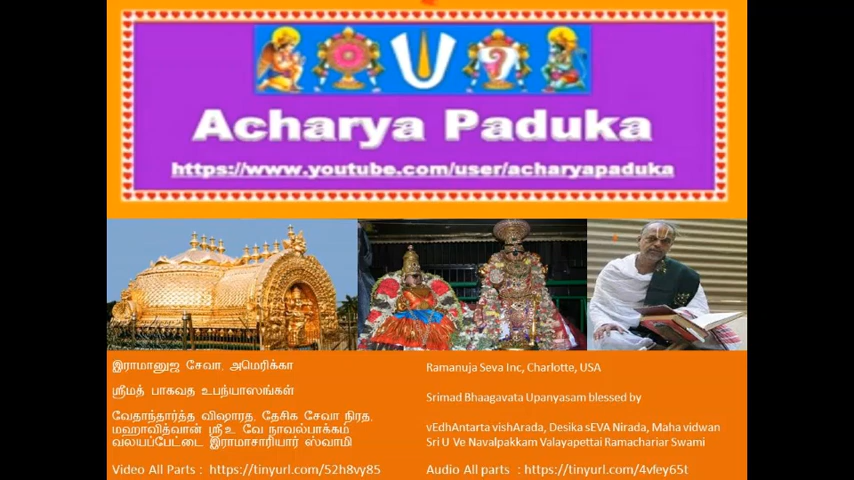 Acharya Paduka
https://www.youtube.com/user/acharyapaduka
இராமானுஜ சேவா, அமெரிக்கா
ஸ்ரீமத் பாகவத உபந்யாஸங்கள்
வேதாந்தார்த்த விஷாரத, தேசிக சேவா நிரத,
மஹாவித்வான் ஸ்ரீ உ வே நாவல்பாக்கம்
வலயப்பேட்டை இராமாசாரியார் ஸ்வாமி
Video All Parts : https://tinyurl.com/52h8vy85
Ramanuja Seva Inc, Charlotte, USA
Srimad Bhaagavata Upanyasam blessed by
vEdhAntarta vishArada, Desika sEVA Nirada, Maha vidwan
Sri U Ve Navalpakkam Valayapettai Ramachariar Swami
Audio All parts : https://tinyurl.com/4vfey65t